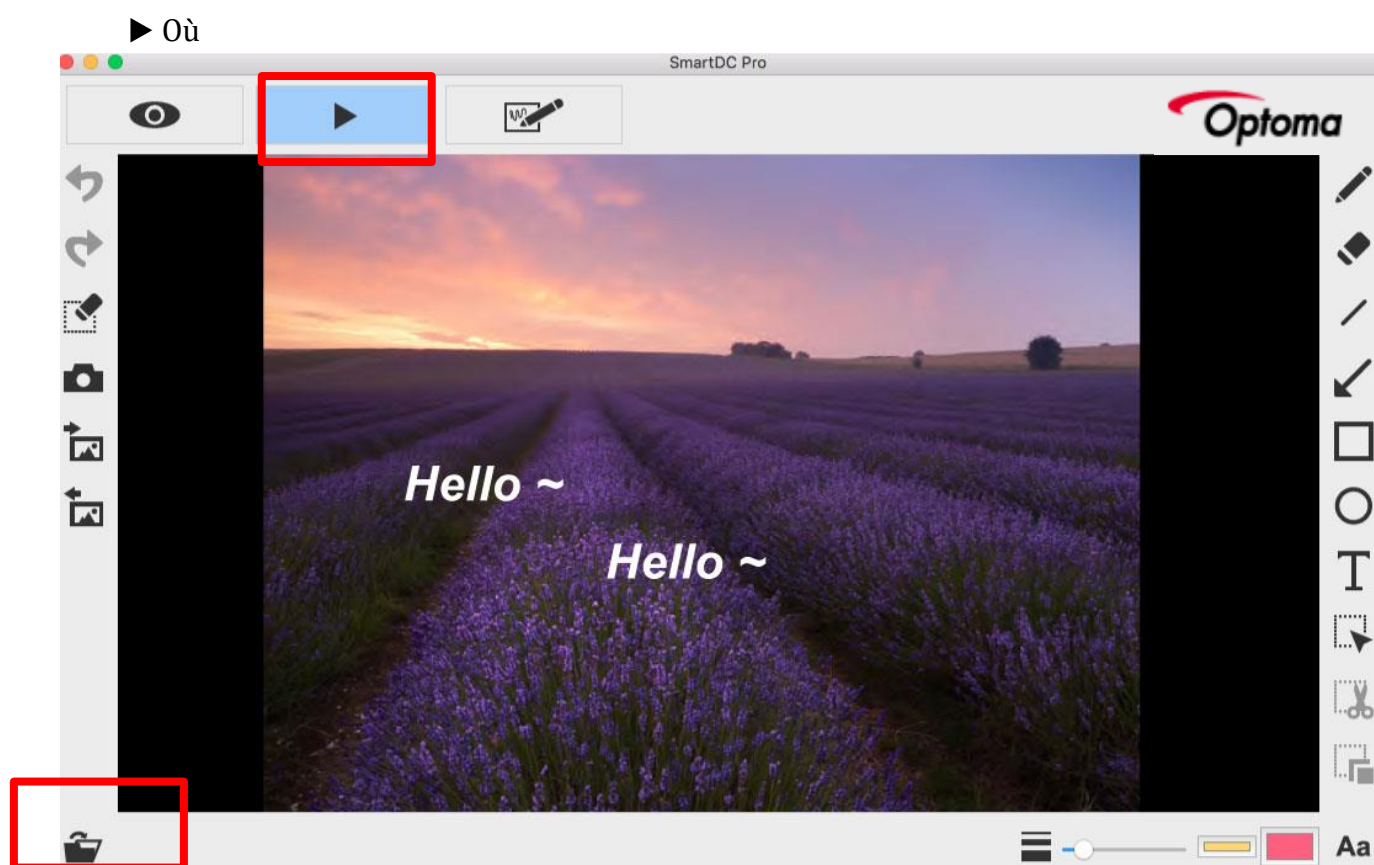 ▶ Où
SmartDC Pro
Optoma
Hello ~
Hello ~
T
Aa